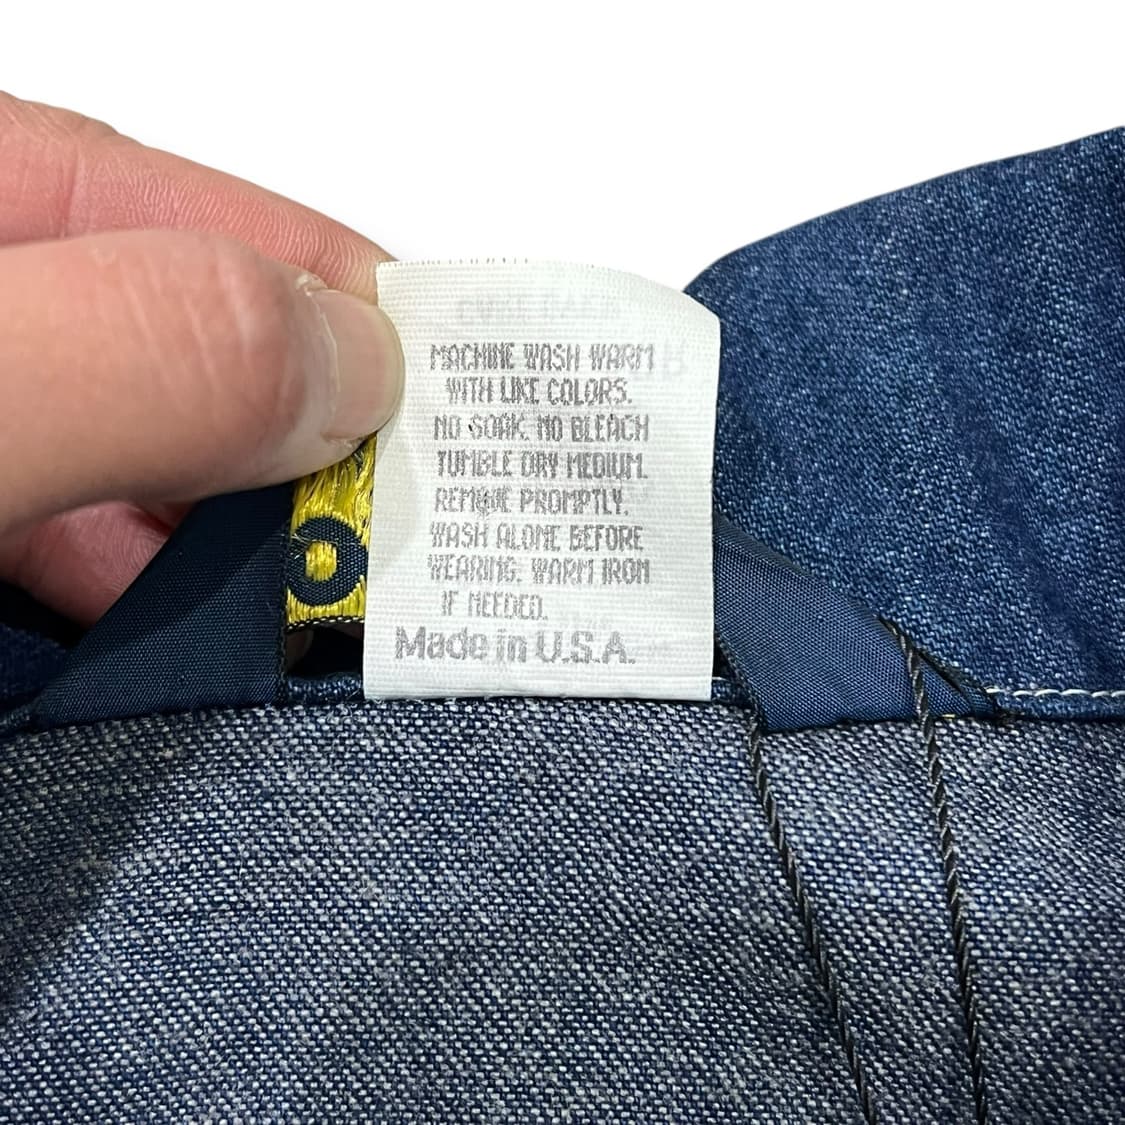 MACHINE WASH WARM
WITH LIKE COLORS.
NO SOAK. NO BLEACH
TUMBLE DRY MEDIUM.
REMOVE PROMPTLY.
WASH ALONE BEFORE
WEARING. WARM IRON
IF NEEDED.
Made in U.S.A.